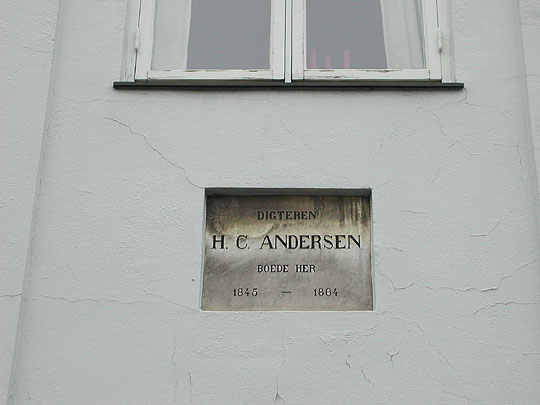 DIGTEREN
H. C. ANDERSEN
BOEDE HER
1845 — 1864